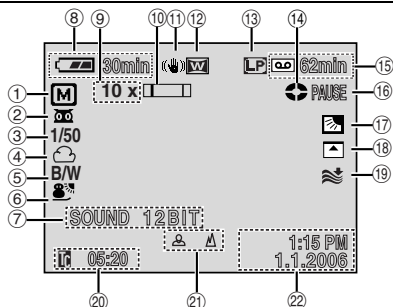 ⑧ ⑨ ⑩ ⑪ ⑫ ⑬ ⑭
30min W LP 62min ⑮
10 x PAUSE ⑯
① M ⑰
②
③ 1/50 ⑱
④
⑤ B/W ⑲
⑥
⑦ SOUND 12BIT
1:15 PM
05:20 1.1.2006
⑳ ㉑ ㉒